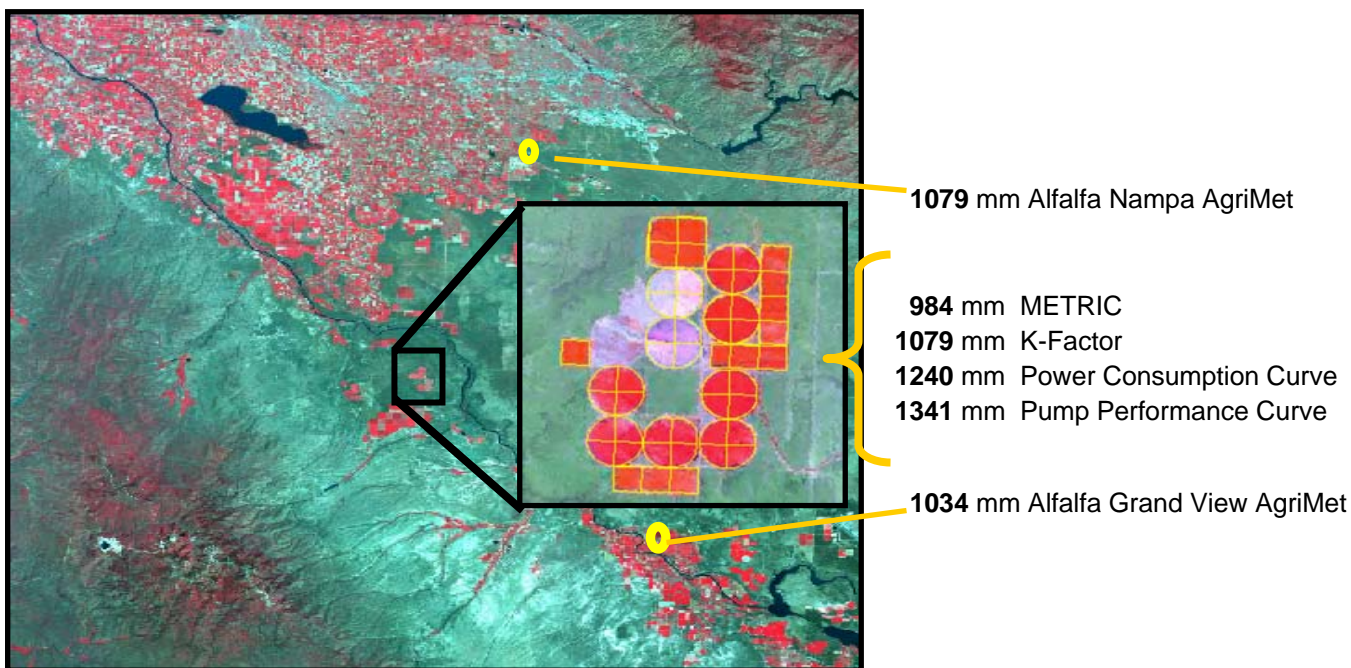 1079 mm Alfalfa Nampa AgriMet
984 mm METRIC
1079 mm K-Factor
1240 mm Power Consumption Curve
1341 mm Pump Performance Curve
1034 mm Alfalfa Grand View AgriMet